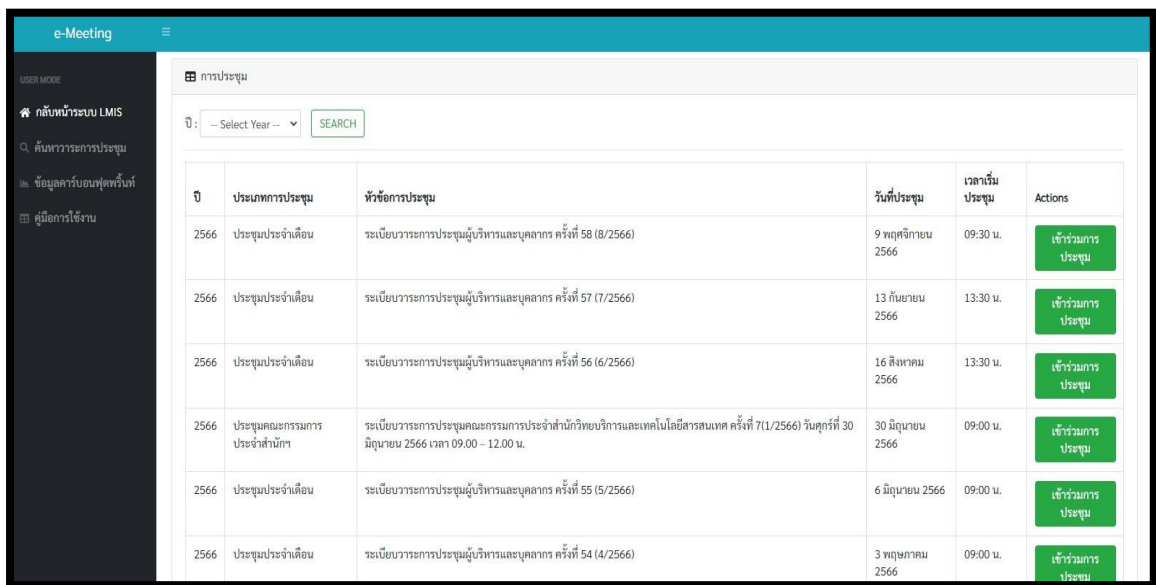 e-Meeting
USER MODE
กลับหน้าระบบ LMIS
ค้นหาวาระการประชุม
ข้อมูลคาร์บอนฟุตพริ้นท์
คู่มือการใช้งาน
การประชุม
ปี : -- Select Year -- SEARCH
ปี ประเภทการประชุม หัวข้อการประชุม วันที่ประชุม เวลาเริ่ม Actions
ประชุม
2566 ประชุมประจำเดือน ระเบียบวาระการประชุมผู้บริหารและบุคลากร ครั้งที่ 58 (8/2566) 9 พฤศจิกายน 09:30 น. เข้าร่วมการ
2566 ประชุม
2566 ประชุมประจำเดือน ระเบียบวาระการประชุมผู้บริหารและบุคลากร ครั้งที่ 57 (7/2566) 13 กันยายน 13:30 น. เข้าร่วมการ
2566 ประชุม
2566 ประชุมประจำเดือน ระเบียบวาระการประชุมผู้บริหารและบุคลากร ครั้งที่ 56 (6/2566) 16 สิงหาคม 13:30 น. เข้าร่วมการ
2566 ประชุม
2566 ประชุมคณะกรรมการ ระเบียบวาระการประชุมคณะกรรมการประจำสำนักวิทยบริการและเทคโนโลยีสารสนเทศ ครั้งที่ 7(1/2566) วันศุกร์ที่ 30 30 มิถุนายน 09:00 น. เข้าร่วมการ
ประจำสำนักฯ มิถุนายน 2566 เวลา 09.00 – 12.00 น. 2566 ประชุม
2566 ประชุมประจำเดือน ระเบียบวาระการประชุมผู้บริหารและบุคลากร ครั้งที่ 55 (5/2566) 6 มิถุนายน 2566 09:00 น. เข้าร่วมการ
ประชุม
2566 ประชุมประจำเดือน ระเบียบวาระการประชุมผู้บริหารและบุคลากร ครั้งที่ 54 (4/2566) 3 พฤษภาคม 09:00 น. เข้าร่วมการ
2566 ประชุม